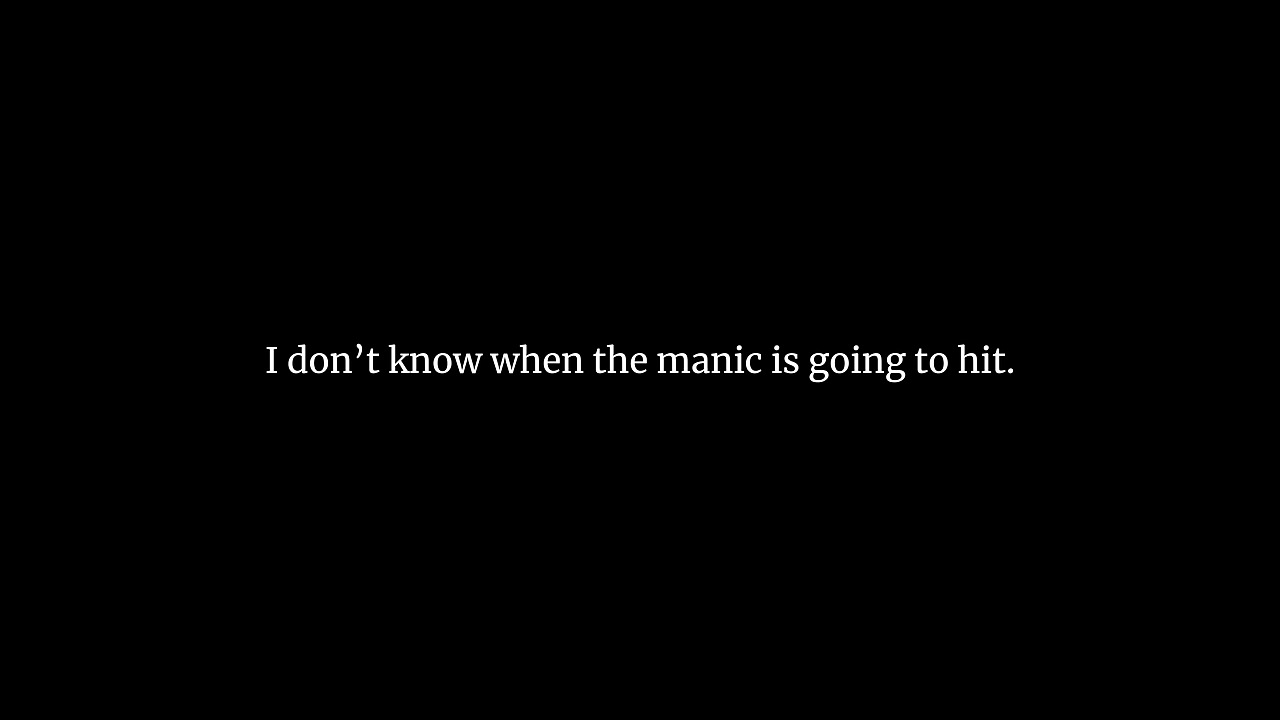 I don’t know when the manic is going to hit.